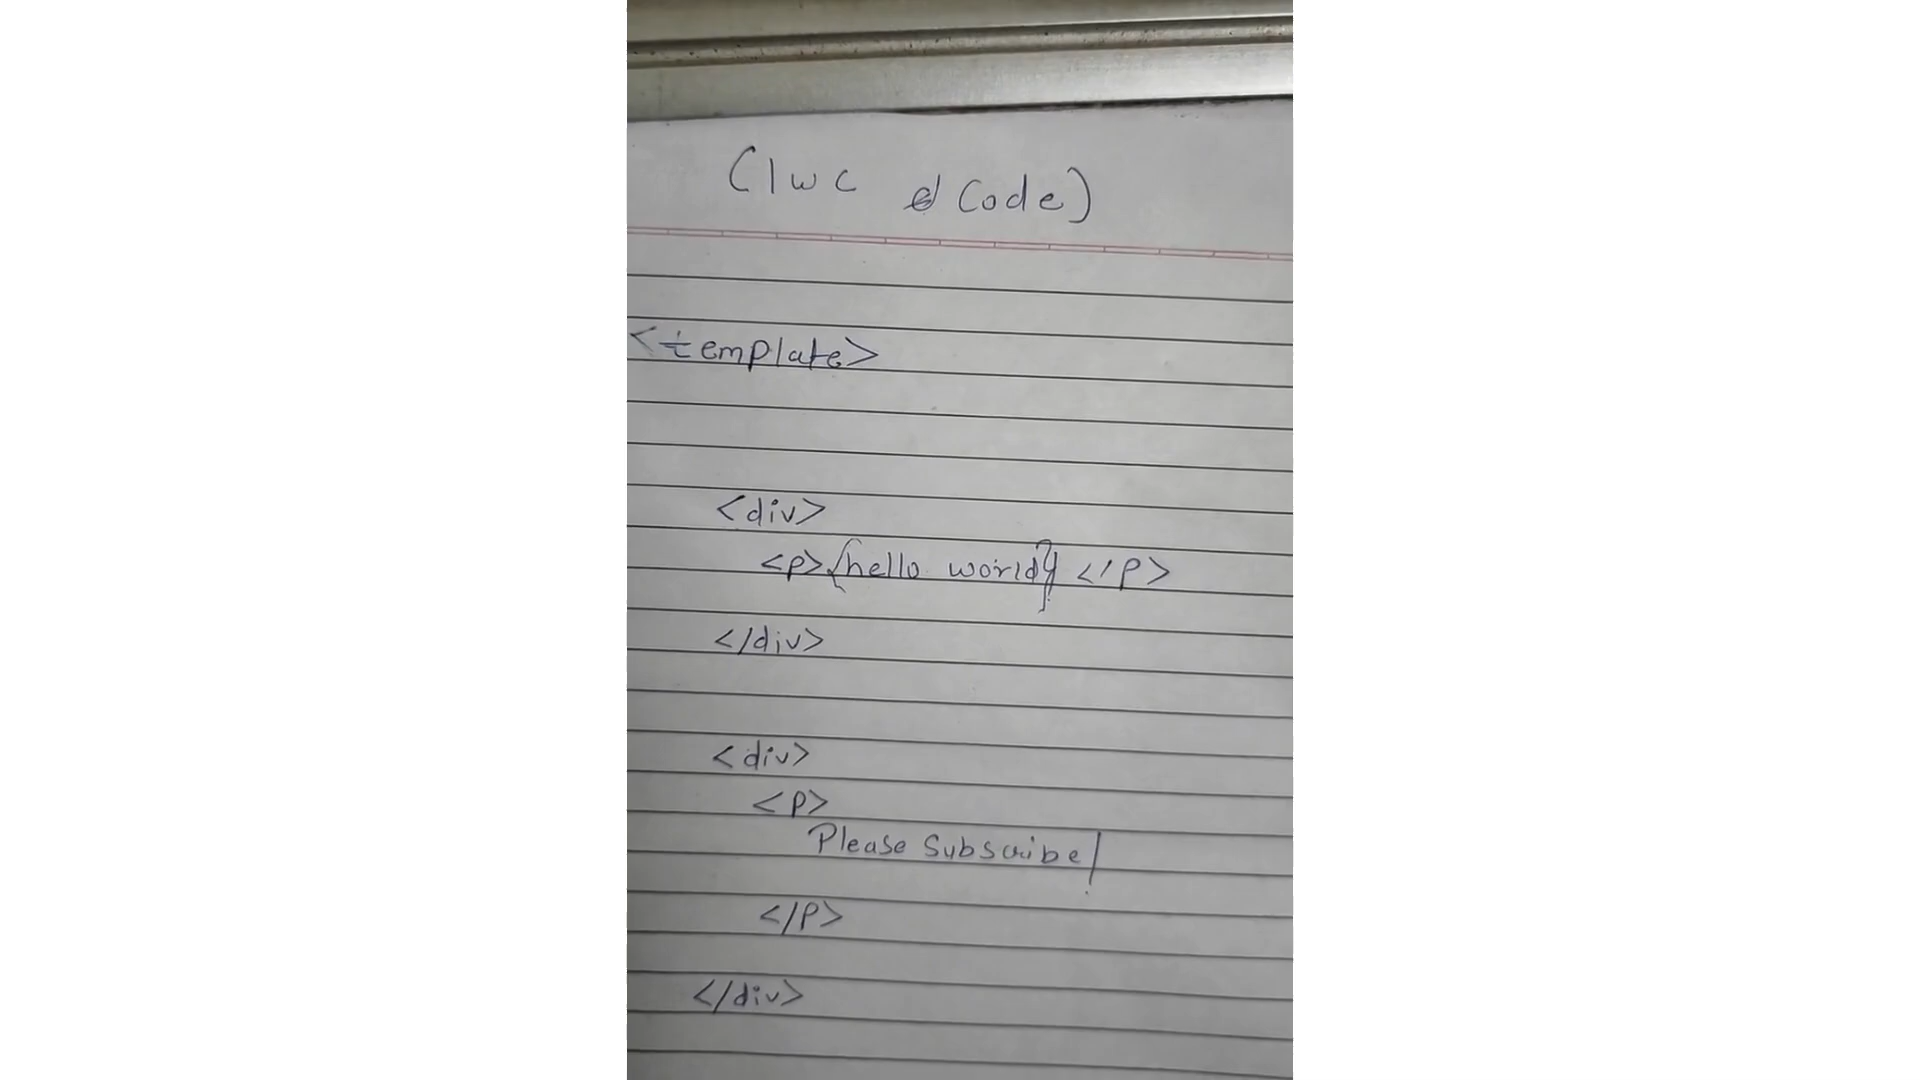 (lwc Code)
<template>
<div>
<p>{hello world}</p>
</div>
<div>
<p>
Please Subscribe!
</p>
</div>